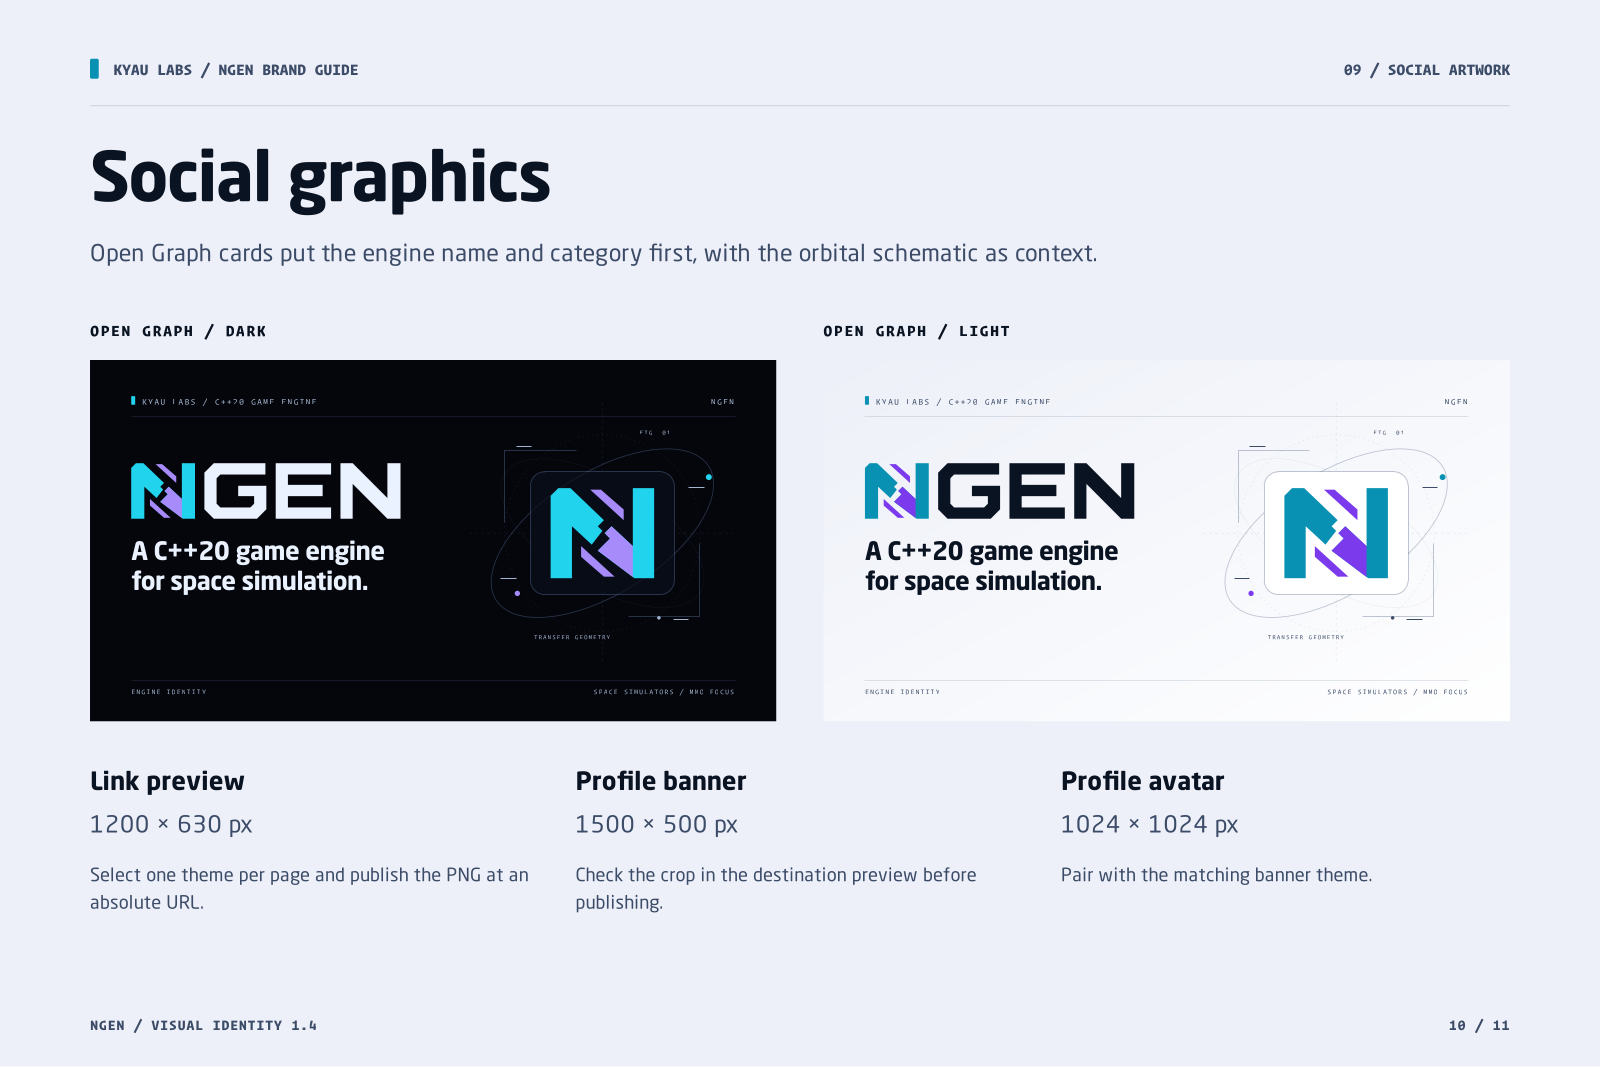 KYAU LABS / NGEN BRAND GUIDE
09 / SOCIAL ARTWORK
Social graphics
Open Graph cards put the engine name and category first, with the orbital schematic as context.
OPEN GRAPH / DARK
KYAU LABS / C++20 GAME ENGINE
NGEN
FIG 01
NGEN
A C++20 game engine
for space simulation.
TRANSFER GEOMETRY
ENGINE IDENTITY
SPACE SIMULATORS / MMO FOCUS
OPEN GRAPH / LIGHT
KYAU LABS / C++20 GAME ENGINE
NGEN
FIG 01
NGEN
A C++20 game engine
for space simulation.
TRANSFER GEOMETRY
ENGINE IDENTITY
SPACE SIMULATORS / MMO FOCUS
Link preview
1200 × 630 px
Select one theme per page and publish the PNG at an
absolute URL.
Profile banner
1500 × 500 px
Check the crop in the destination preview before
publishing.
Profile avatar
1024 × 1024 px
Pair with the matching banner theme.
NGEN / VISUAL IDENTITY 1.4
10 / 11